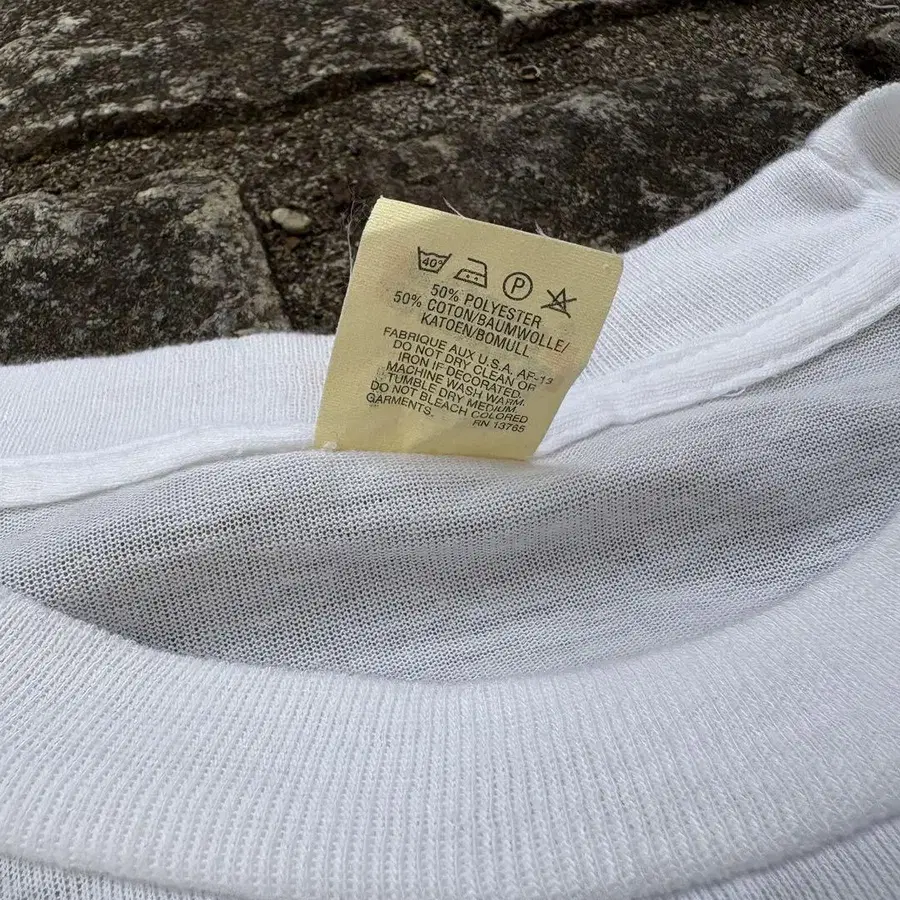 40°
P
50% POLYESTER
50% COTON/BAUMWOLLE/
KATOEN/BOMULL
FABRIQUE AUX U.S.A. AF-13
DO NOT DRY CLEAN OR
IRON IF DECORATED.
MACHINE WASH WARM.
TUMBLE DRY MEDIUM.
DO NOT BLEACH COLORED
GARMENTS.
RN 13765